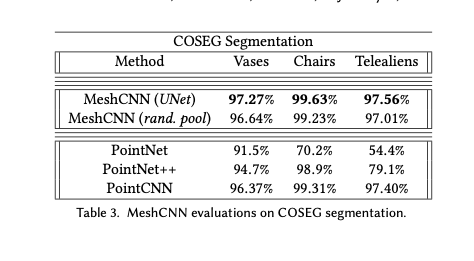 COSEG Segmentation
Method Vases Chairs Telealiens
MeshCNN (UNet) 97.27% 99.63% 97.56%
MeshCNN (rand. pool) 96.64% 99.23% 97.01%
PointNet 91.5% 70.2% 54.4%
PointNet++ 94.7% 98.9% 79.1%
PointCNN 96.37% 99.31% 97.40%
Table 3. MeshCNN evaluations on COSEG segmentation.